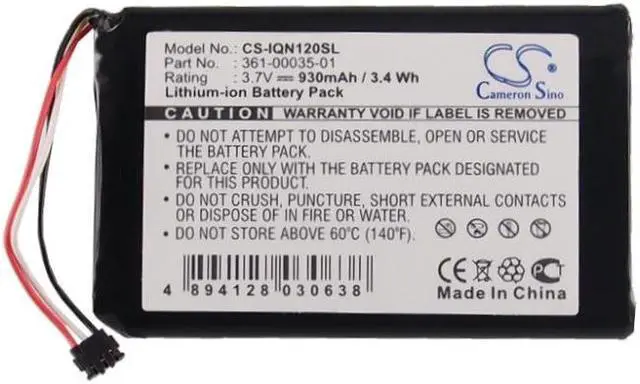 Model No.: CS-IQN120SL
Part No. : 361-00035-01
Rating : 3.7V ⎓ 930mAh / 3.4 Wh
Lithium-ion Battery Pack
CS
Cameron Sino
CAUTION! WARRANTY VOID IF LABEL REMOVED!
• DO NOT ATTEMPT TO DISASSEMBLE, OPEN OR SERVICE THE
BATTERY PACK.
• REPLACE ONLY WITH THE BATTERY PACK DESIGNATED
FOR THIS EQUIPMENT.
• DO NOT CRUSH, PUNCTURE, SHORT EXTERNAL CONTACTS
OR DISPOSE OF IN FIRE OR WATER.
• DO NOT STORE ABOVE 60°C (140°F).
4 894128 030638
CE
Made In China